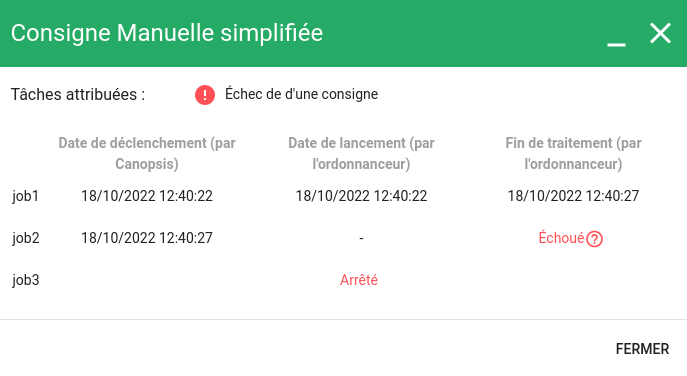 Consigne Manuelle simplifiée
Tâches attribuées : Échec de d'une consigne
Date de déclenchement (par Canopsis) Date de lancement (par l'ordonnanceur) Fin de traitement (par l'ordonnanceur)
job1 18/10/2022 12:40:22 18/10/2022 12:40:22 18/10/2022 12:40:27
job2 18/10/2022 12:40:27 - Échoué
job3 Arrêté
FERMER